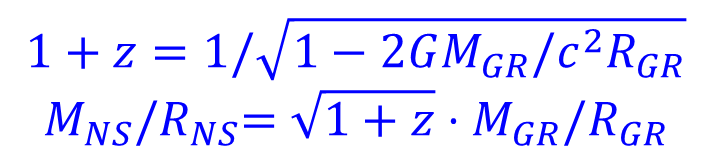 1 + z = 1/√(1 − 2GM_GR/c²R_GR)
M_NS/R_NS= √(1 + z) · M_GR/R_GR